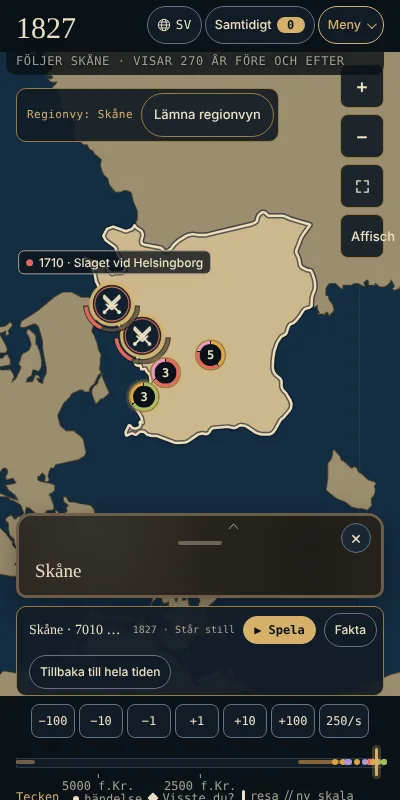 1827
SV
Samtidigt 0
Meny
FÖLJER SKÅNE · VISAR 270 ÅR FÖRE OCH EFTER
+
Regionvy: Skåne
Lämna regionvyn
−
Affisch
1710 · Slaget vid Helsingborg
5
3
3
Skåne
Skåne · 7010 …
1827 · Står still
▶ Spela
Fakta
Tillbaka till hela tiden
−100
−10
−1
+1
+10
+100
250/s
5000 f.Kr.
2500 f.Kr.
Tecken
händelse
Visste du?
resa // ny skala